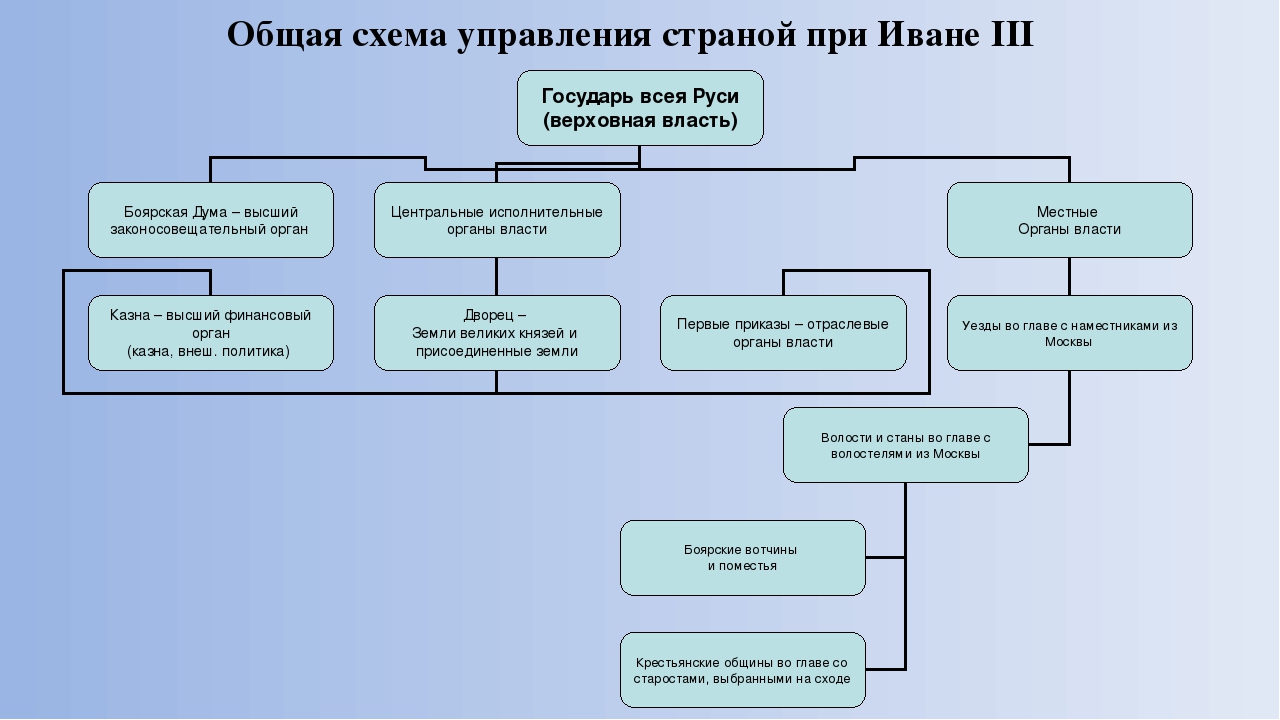 Общая схема управления страной при Иване III
Государь всея Руси
(верховная власть)
Боярская Дума – высший
законосовещательный орган
Центральные исполнительные
органы власти
Местные
Органы власти
Казна – высший финансовый
орган
(казна, внеш. политика)
Дворец –
Земли великих князей и
присоединенные земли
Первые приказы – отраслевые
органы власти
Уезды во главе с наместниками из
Москвы
Волости и станы во главе с
волостелями из Москвы
Боярские вотчины
и поместья
Крестьянские общины во главе со
старостами, выбранными на сходе